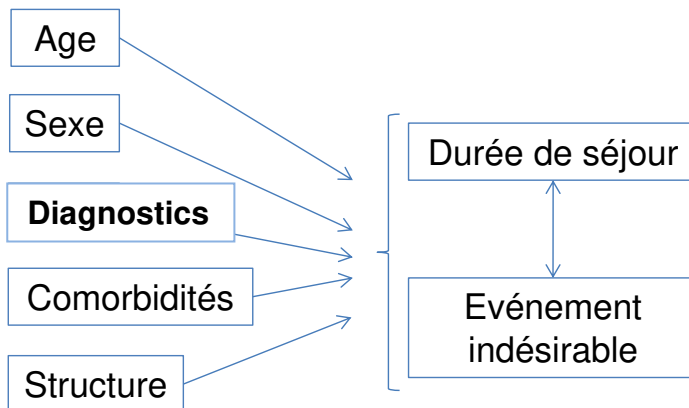 Age
Sexe
Diagnostics
Comorbidités
Structure
Durée de séjour
Evénement
indésirable